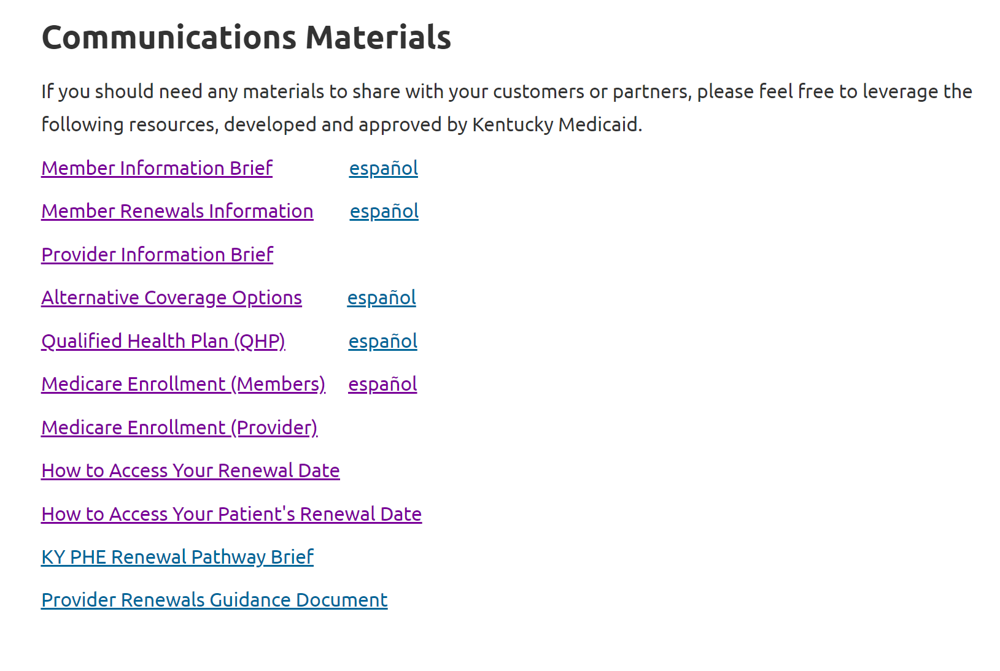 Communications Materials
If you should need any materials to share with your customers or partners, please feel free to leverage the
following resources, developed and approved by Kentucky Medicaid.
Member Information Brief español
Member Renewals Information español
Provider Information Brief
Alternative Coverage Options español
Qualified Health Plan (QHP) español
Medicare Enrollment (Members) español
Medicare Enrollment (Provider)
How to Access Your Renewal Date
How to Access Your Patient's Renewal Date
KY PHE Renewal Pathway Brief
Provider Renewals Guidance Document